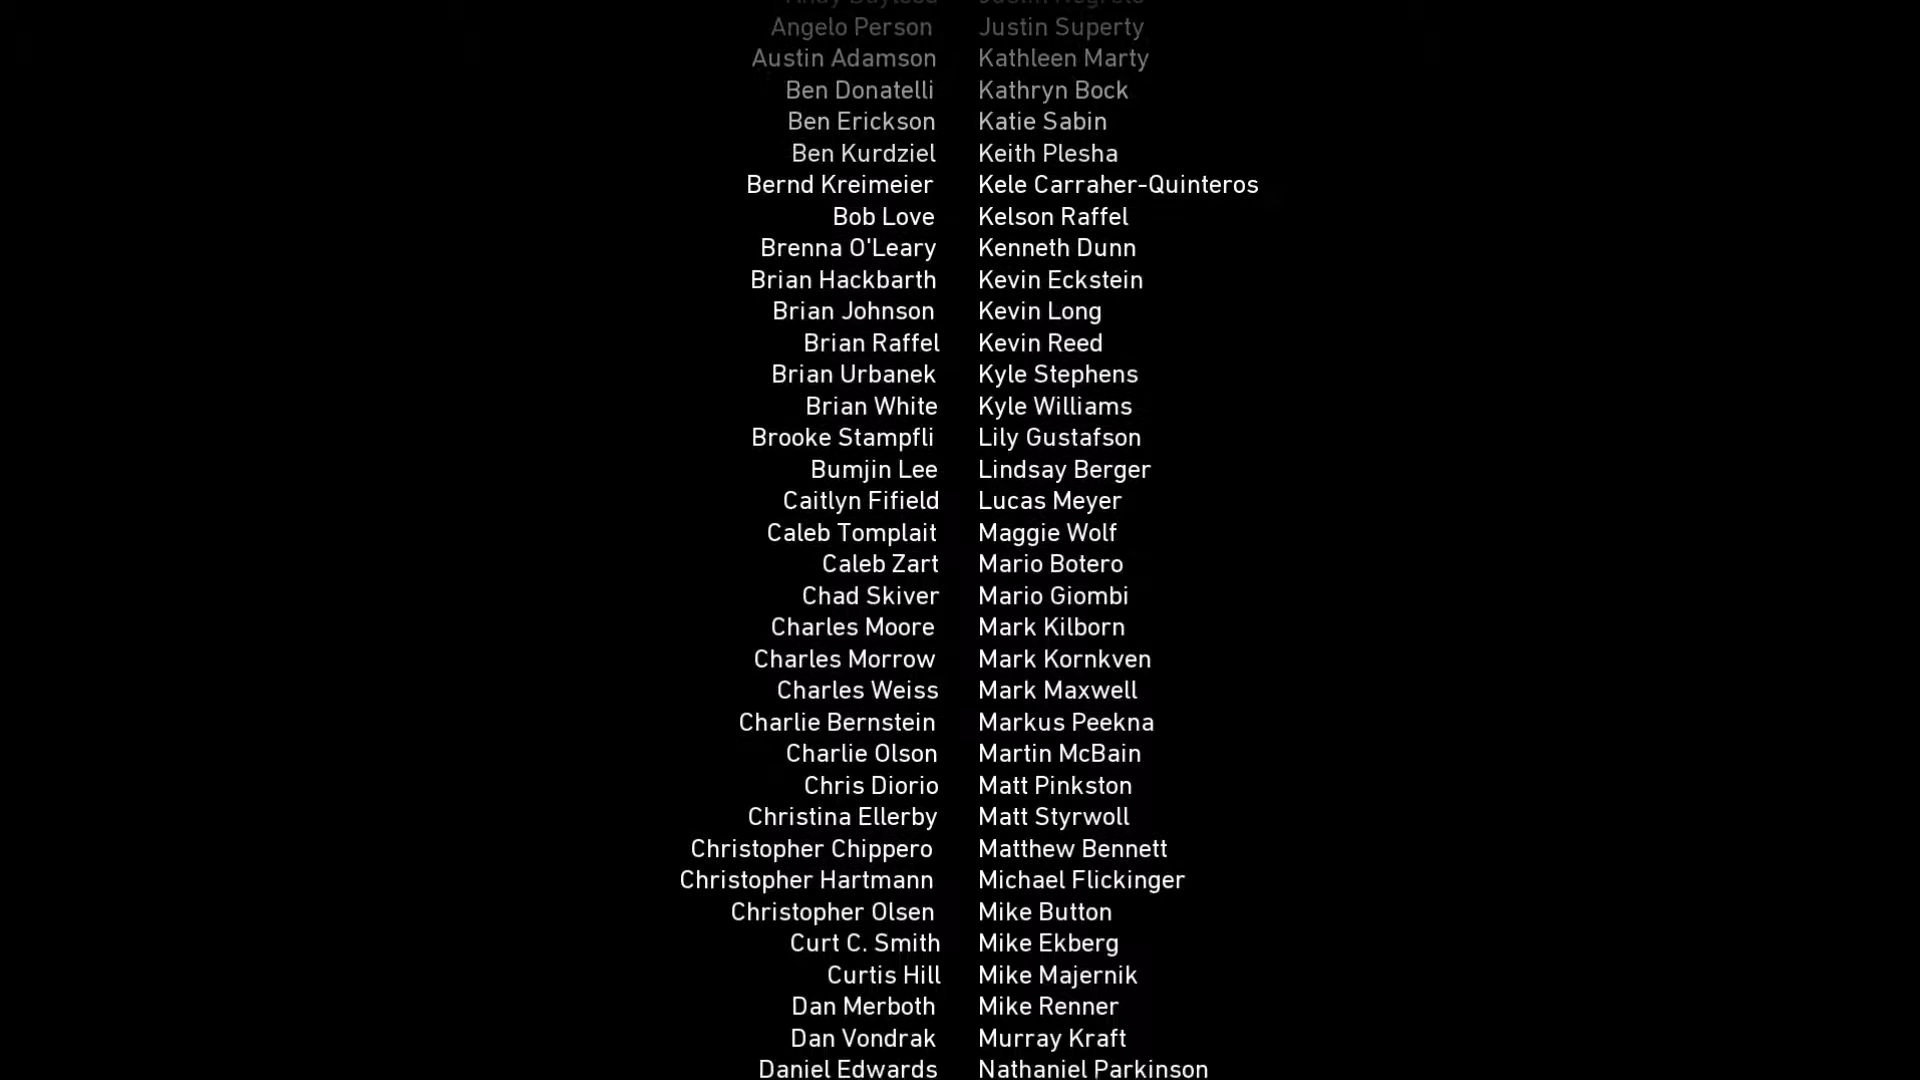 Angelo Person Justin Superty
Austin Adamson Kathleen Marty
Ben Donatelli Kathryn Bock
Ben Erickson Katie Sabin
Ben Kurdziel Keith Plesha
Bernd Kreimeier Kele Carraher-Quinteros
Bob Love Kelson Raffel
Brenna O'Leary Kenneth Dunn
Brian Hackbarth Kevin Eckstein
Brian Johnson Kevin Long
Brian Raffel Kevin Reed
Brian Urbanek Kyle Stephens
Brian White Kyle Williams
Brooke Stampfli Lily Gustafson
Bumjin Lee Lindsay Berger
Caitlyn Fifield Lucas Meyer
Caleb Tomplait Maggie Wolf
Caleb Zart Mario Botero
Chad Skiver Mario Giombi
Charles Moore Mark Kilborn
Charles Morrow Mark Kornkven
Charles Weiss Mark Maxwell
Charlie Bernstein Markus Peekna
Charlie Olson Martin McBain
Chris Diorio Matt Pinkston
Christina Ellerby Matt Styrwoll
Christopher Chippero Matthew Bennett
Christopher Hartmann Michael Flickinger
Christopher Olsen Mike Button
Curt C. Smith Mike Ekberg
Curtis Hill Mike Majernik
Dan Merboth Mike Renner
Dan Vondrak Murray Kraft
Daniel Edwards Nathaniel Parkinson